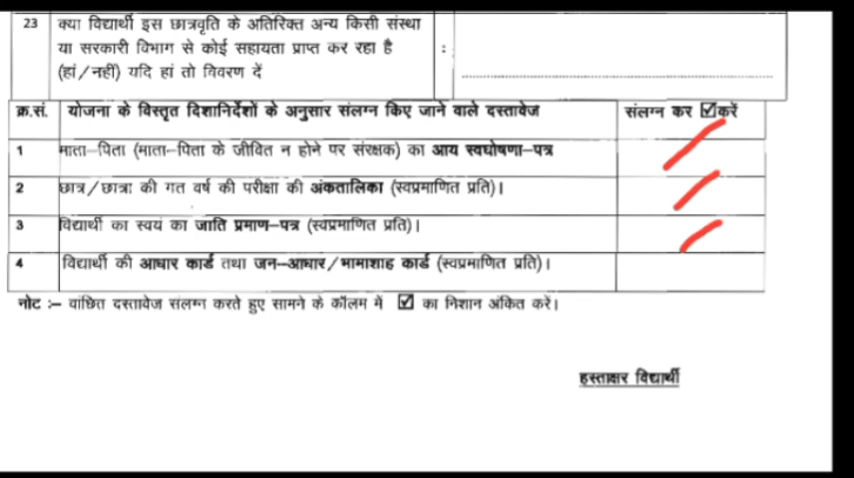 23 क्या विद्यार्थी इस छात्रवृति के अतिरिक्त अन्य किसी संस्था
या सरकारी विभाग से कोई सहायता प्राप्त कर रहा है :
(हां/नहीं) यदि हां तो विवरण दें
क्र.सं. योजना के विस्तृत दिशानिर्देशों के अनुसार संलग्न किए जाने वाले दस्तावेज संलग्न कर ☑करें
1 माता–पिता (माता–पिता के जीवित न होने पर संरक्षक) का आय स्वघोषणा–पत्र
2 छात्र/छात्रा की गत वर्ष की परीक्षा की अंकतालिका (स्वप्रमाणित प्रति)।
3 विद्यार्थी का स्वयं का जाति प्रमाण–पत्र (स्वप्रमाणित प्रति)।
4 विद्यार्थी की आधार कार्ड तथा जन–आधार/भामाशाह कार्ड (स्वप्रमाणित प्रति)।
नोट :– वांछित दस्तावेज संलग्न करते हुए सामने के कॉलम में ☑ का निशान अंकित करें।
हस्ताक्षर विद्यार्थी